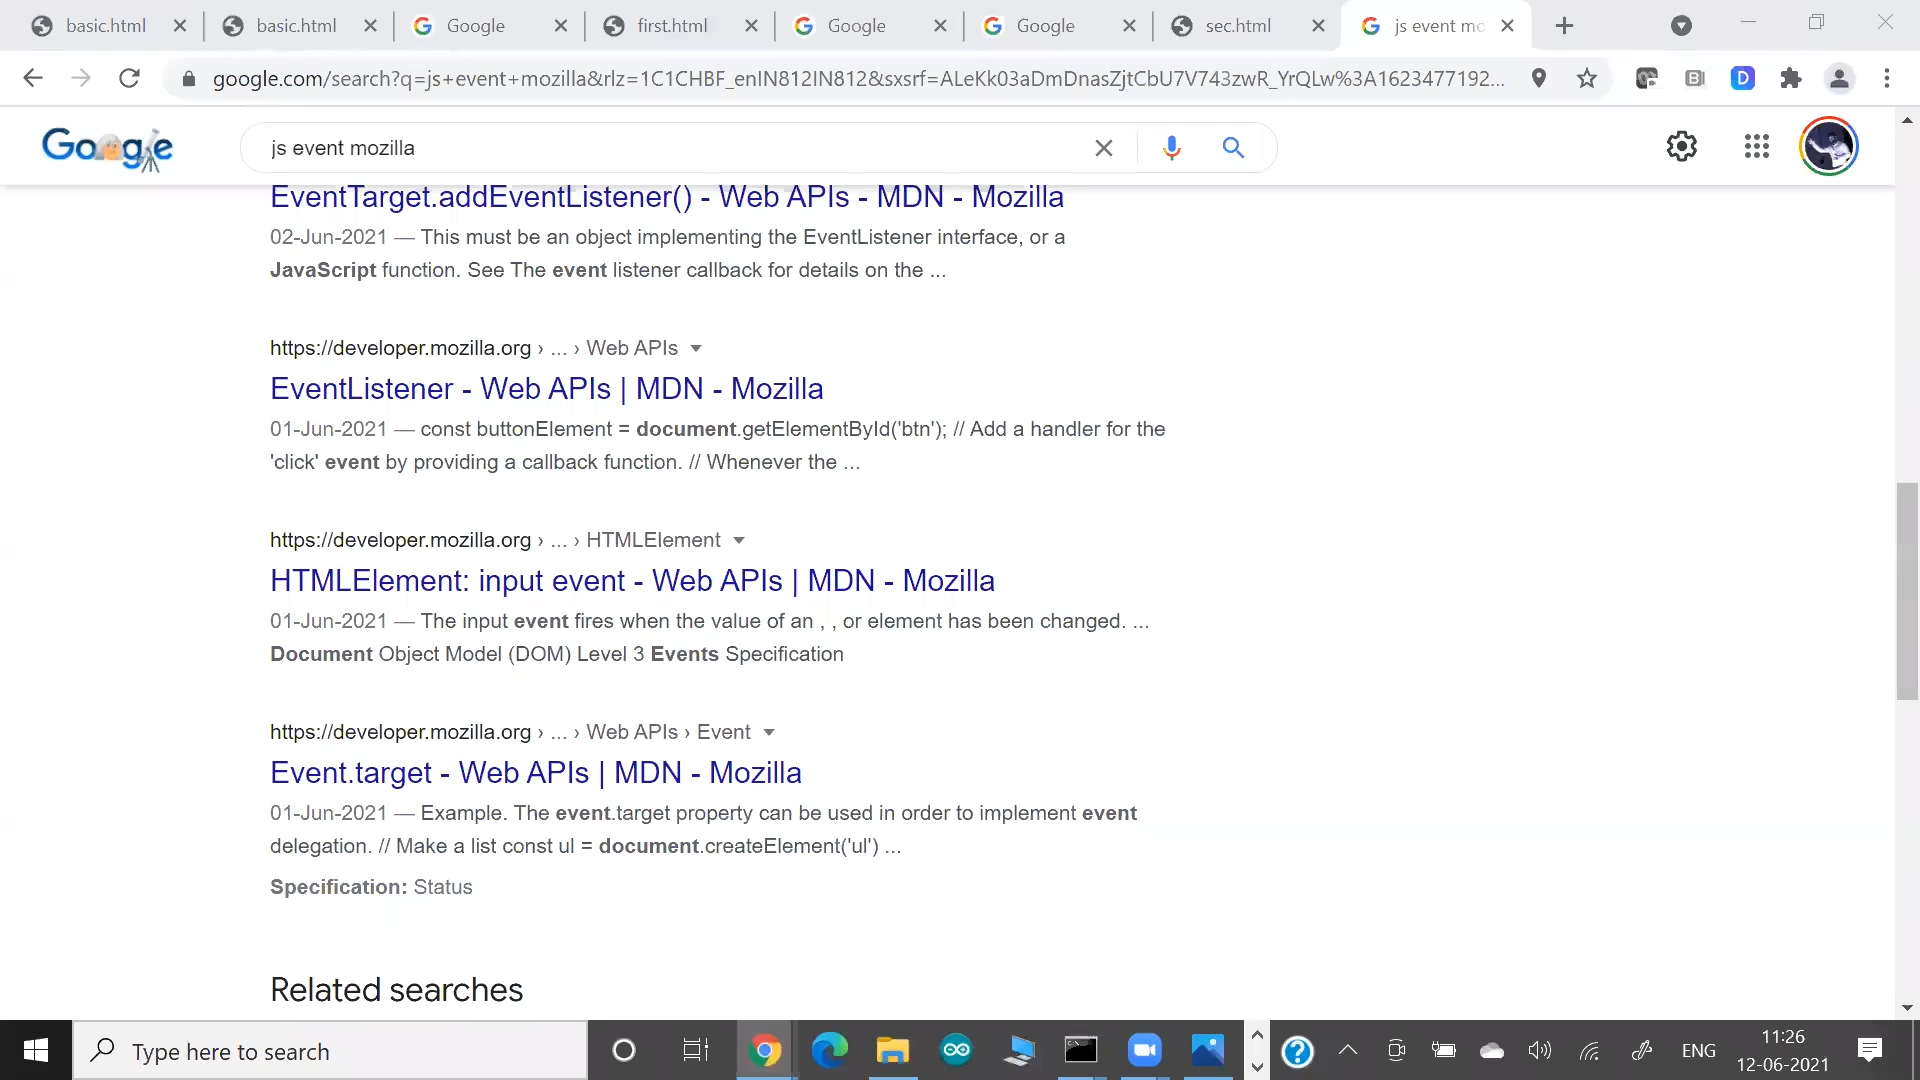 basic.html
basic.html
Google
first.html
Google
Google
sec.html
js event mo
google.com/search?q=js+event+mozilla&rlz=1C1CHBF_enIN812IN812&sxsrf=ALeKk03aDmDnasZjtCbU7V743zwR_YrQLw%3A1623477192...
Google
js event mozilla
EventTarget.addEventListener() - Web APIs - MDN - Mozilla
02-Jun-2021 — This must be an object implementing the EventListener interface, or a
JavaScript function. See The event listener callback for details on the ...
https://developer.mozilla.org › ... › Web APIs
EventListener - Web APIs | MDN - Mozilla
01-Jun-2021 — const buttonElement = document.getElementById('btn'); // Add a handler for the
'click' event by providing a callback function. // Whenever the ...
https://developer.mozilla.org › ... › HTMLElement
HTMLElement: input event - Web APIs | MDN - Mozilla
01-Jun-2021 — The input event fires when the value of an , , or element has been changed. ...
Document Object Model (DOM) Level 3 Events Specification
https://developer.mozilla.org › ... › Web APIs › Event
Event.target - Web APIs | MDN - Mozilla
01-Jun-2021 — Example. The event.target property can be used in order to implement event
delegation. // Make a list const ul = document.createElement('ul') ...
Specification: Status
Related searches
Type here to search
ENG
11:26
12-06-2021